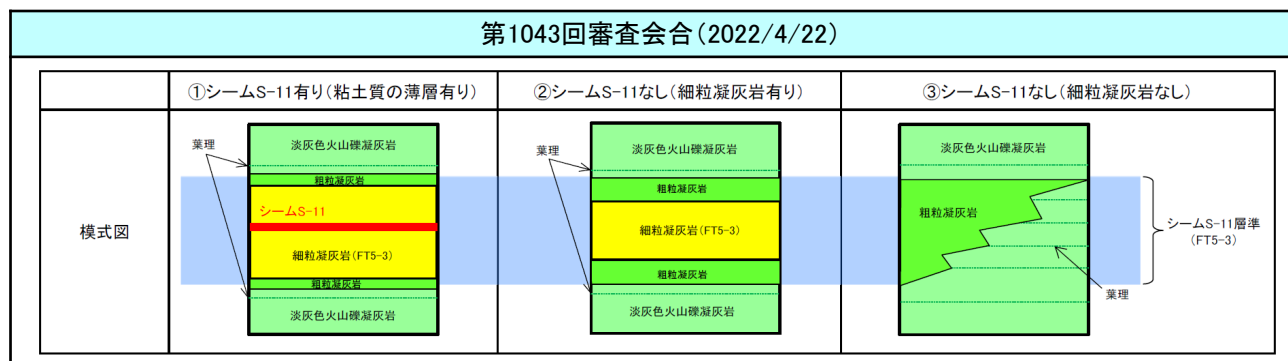 第1043回審査会合(2022/4/22)
①シームS-11有り(粘土質の薄層有り)
②シームS-11なし(細粒凝灰岩有り)
③シームS-11なし(細粒凝灰岩なし)
模式図
葉理
淡灰色火山礫凝灰岩
粗粒凝灰岩
シームS-11
細粒凝灰岩(FT5-3)
粗粒凝灰岩
淡灰色火山礫凝灰岩
葉理
淡灰色火山礫凝灰岩
粗粒凝灰岩
細粒凝灰岩(FT5-3)
粗粒凝灰岩
淡灰色火山礫凝灰岩
淡灰色火山礫凝灰岩
粗粒凝灰岩
葉理
シームS-11層準
(FT5-3)